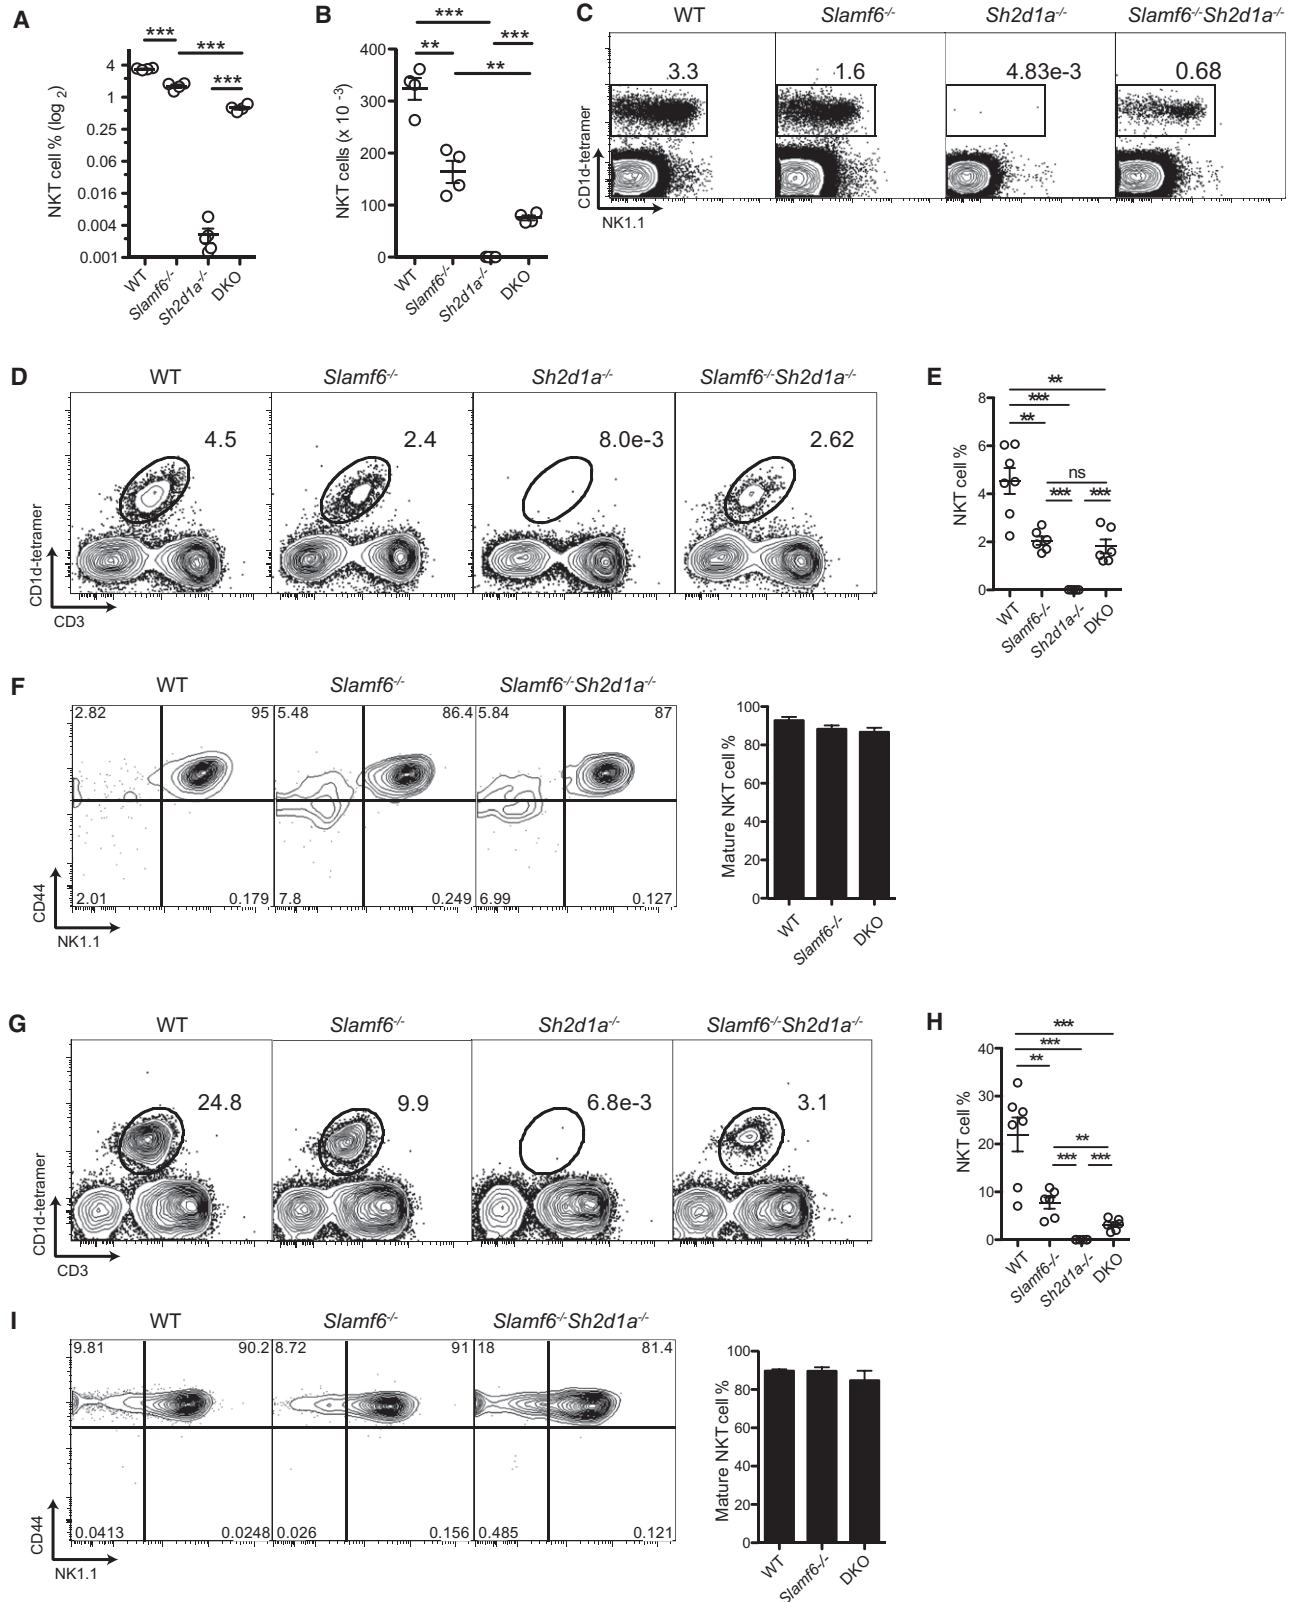 A
NKT cell % (log 2)
4
1
0.25
0.06
0.016
0.004
0.001
***
***
***
WT
Slamf6-/-
Sh2d1a-/-
DKO
B
NKT cells (x 10 -3)
400
300
200
100
0
***
***
**
**
WT
Slamf6-/-
Sh2d1a-/-
DKO
C
WT
Slamf6-/-
Sh2d1a-/-
Slamf6-/-Sh2d1a-/-
3.3
1.6
4.83e-3
0.68
CD1d-tetramer
NK1.1
D
WT
Slamf6-/-
Sh2d1a-/-
Slamf6-/-Sh2d1a-/-
4.5
2.4
8.0e-3
2.62
CD1d-tetramer
CD3
E
NKT cell %
8
6
4
2
0
**
***
**
ns
***
***
WT
Slamf6-/-
Sh2d1a-/-
DKO
F
WT
Slamf6-/-
Slamf6-/-Sh2d1a-/-
2.82
95
5.48
86.4
5.84
87
2.01
0.179
7.8
0.249
6.99
0.127
CD44
NK1.1
Mature NKT cell %
100
80
60
40
20
0
WT
Slamf6-/-
DKO
G
WT
Slamf6-/-
Sh2d1a-/-
Slamf6-/-Sh2d1a-/-
24.8
9.9
6.8e-3
3.1
CD1d-tetramer
CD3
H
NKT cell %
40
30
20
10
0
***
***
**
**
***
***
WT
Slamf6-/-
Sh2d1a-/-
DKO
I
WT
Slamf6-/-
Slamf6-/-Sh2d1a-/-
9.81
90.2
8.72
91
18
81.4
0.0413
0.0248
0.026
0.156
0.485
0.121
CD44
NK1.1
Mature NKT cell %
100
80
60
40
20
0
WT
Slamf6-/-
DKO